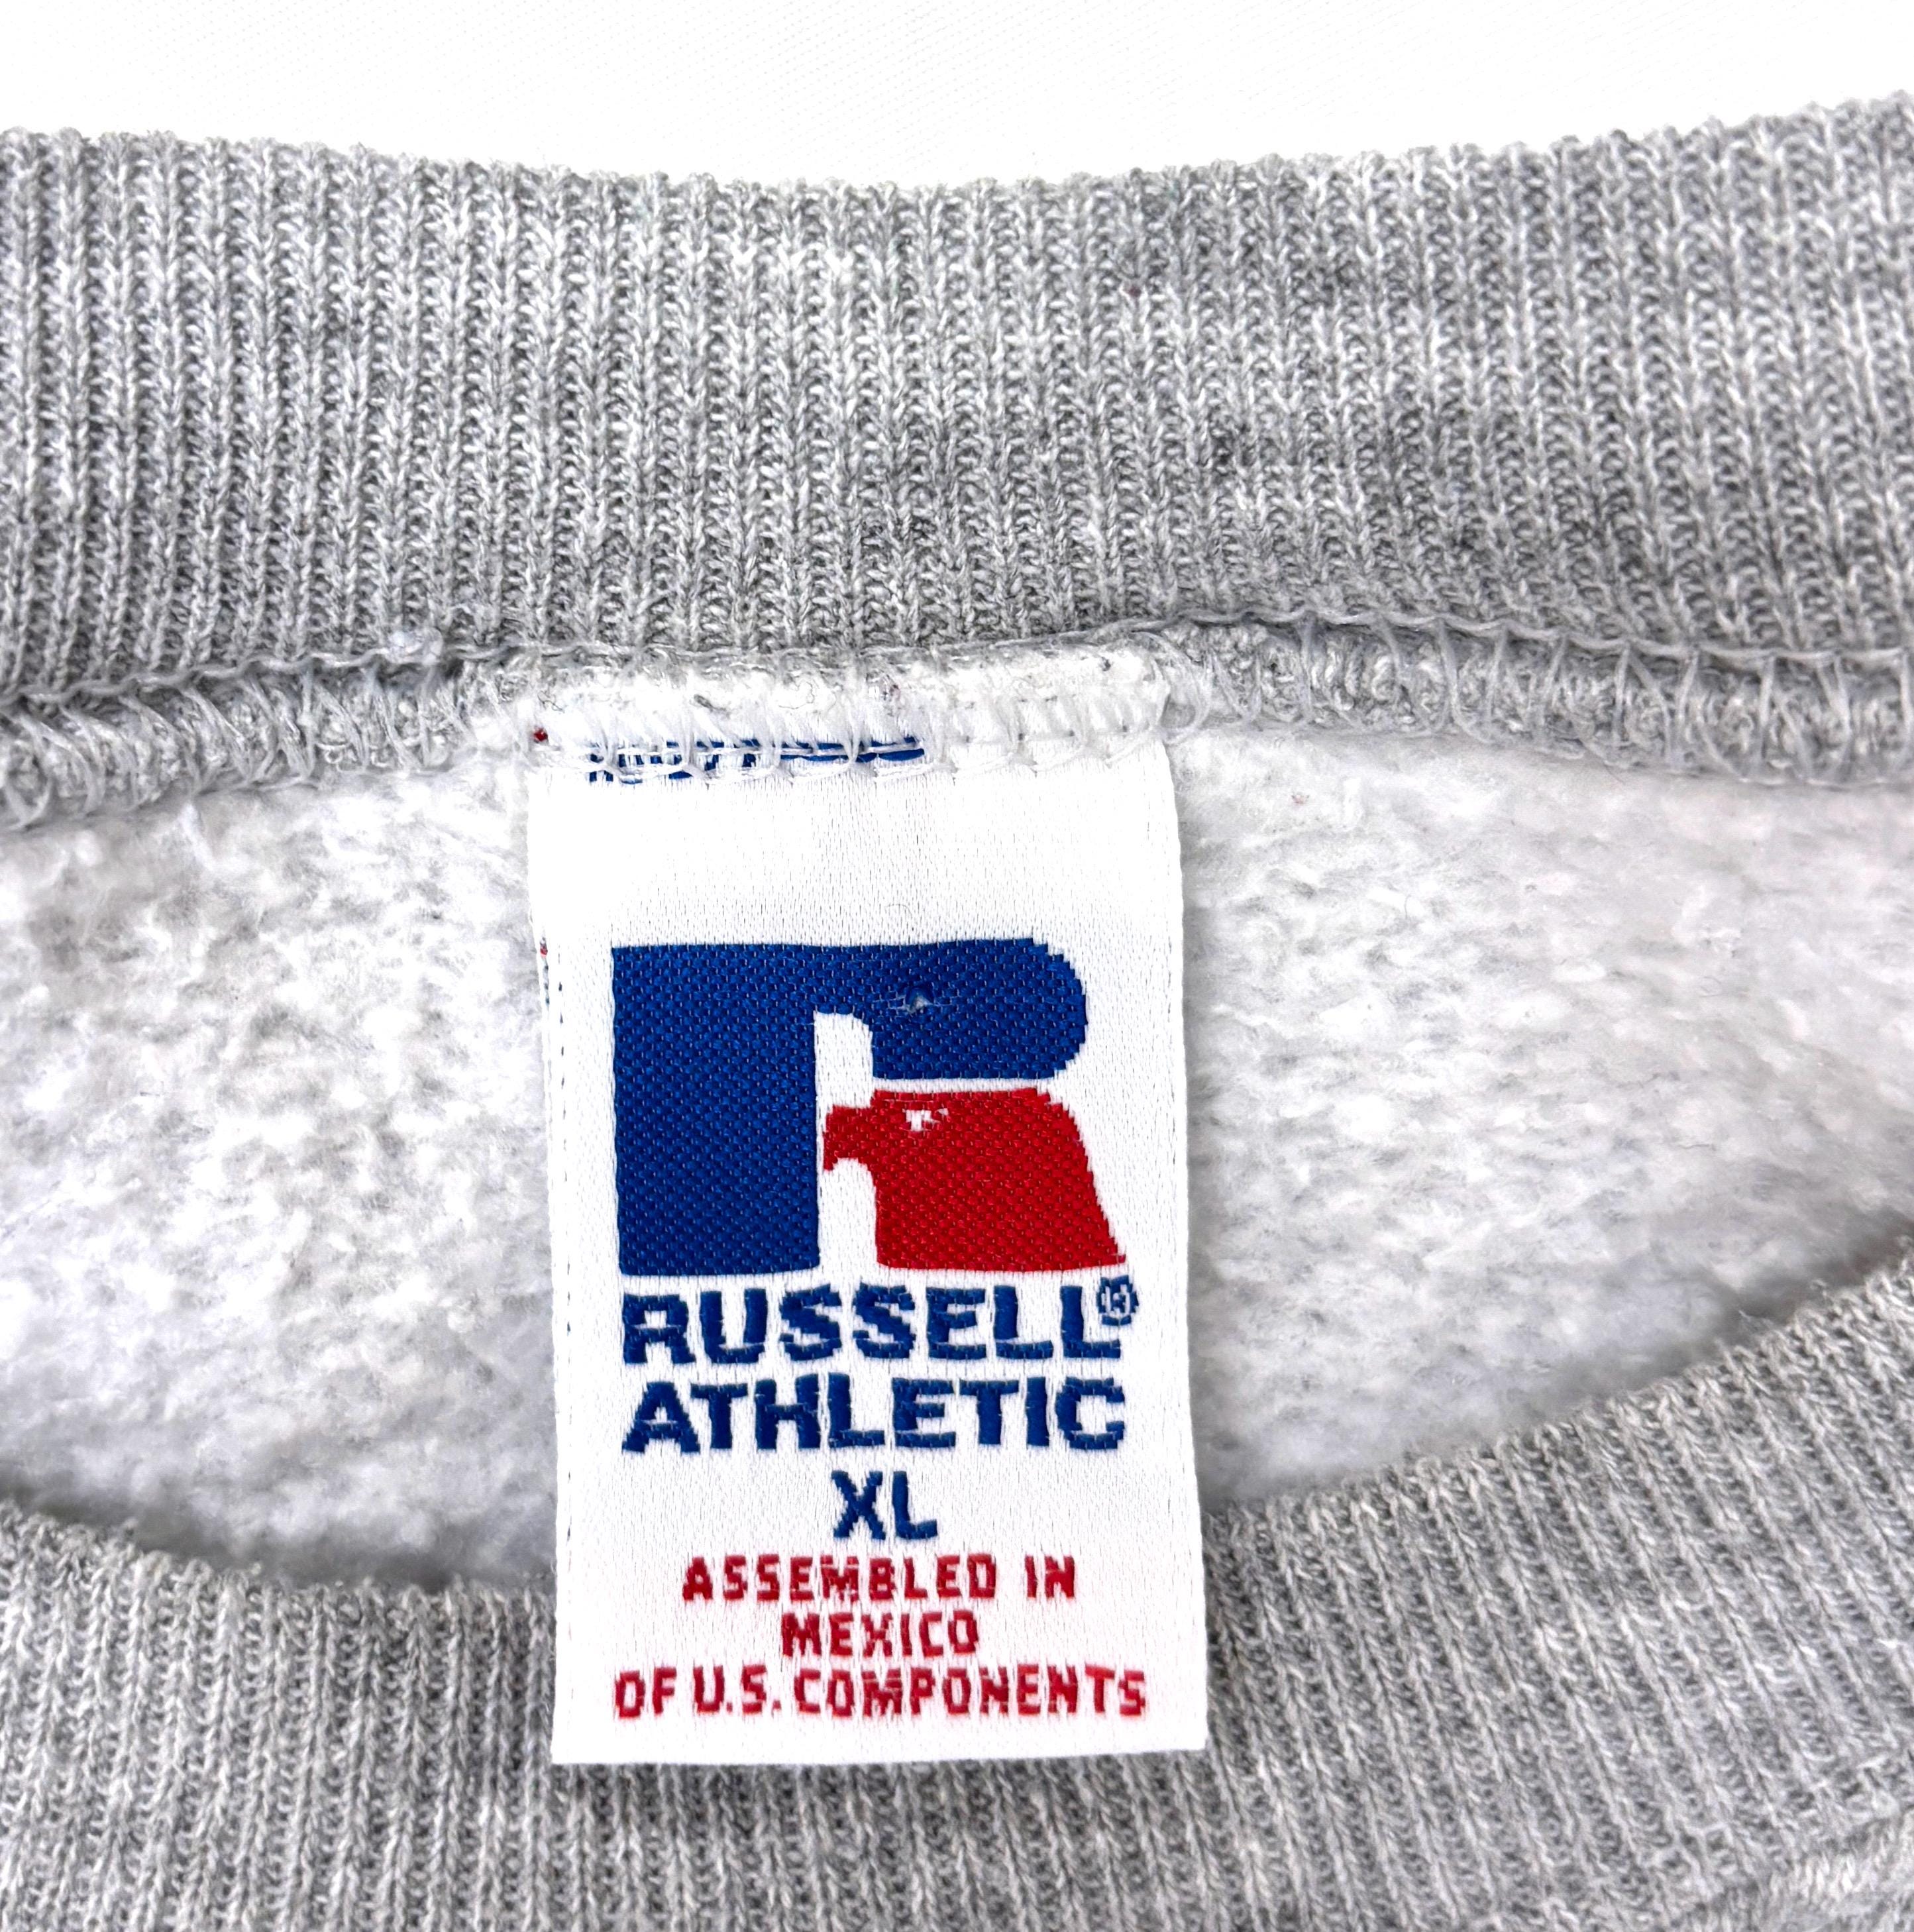 RUSSELL®
ATHLETIC
XL
ASSEMBLED IN
MEXICO
OF U.S. COMPONENTS